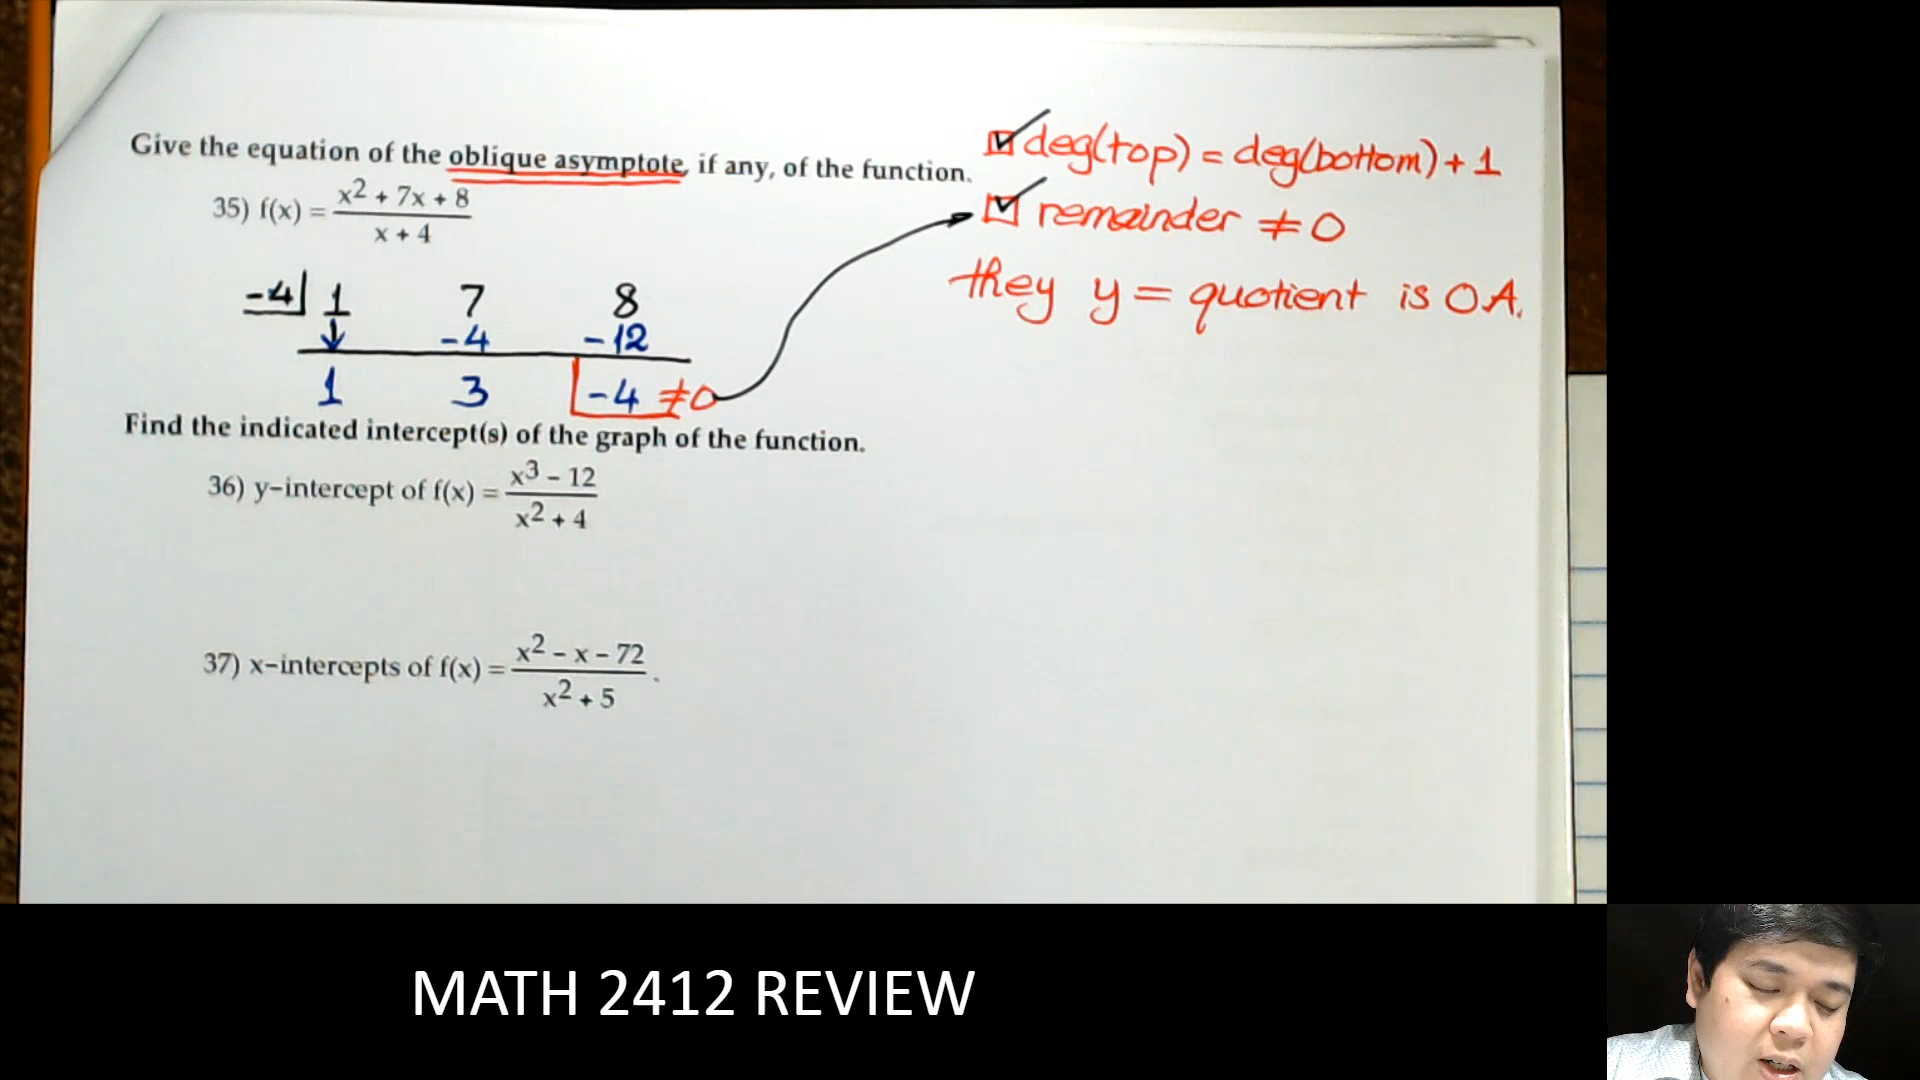 Give the equation of the oblique asymptote, if any, of the function.
35) f(x) = x2 + 7x + 8
x + 4
☑ deg(top) = deg(bottom) + 1
☑ remainder ≠ 0
they y = quotient is OA.
-4| 1 7 8
↓ -4 -12
1 3 -4 ≠0
Find the indicated intercept(s) of the graph of the function.
36) y-intercept of f(x) = x3 - 12
x2 + 4
37) x-intercepts of f(x) = x2 - x - 72
x2 + 5 .
MATH 2412 REVIEW